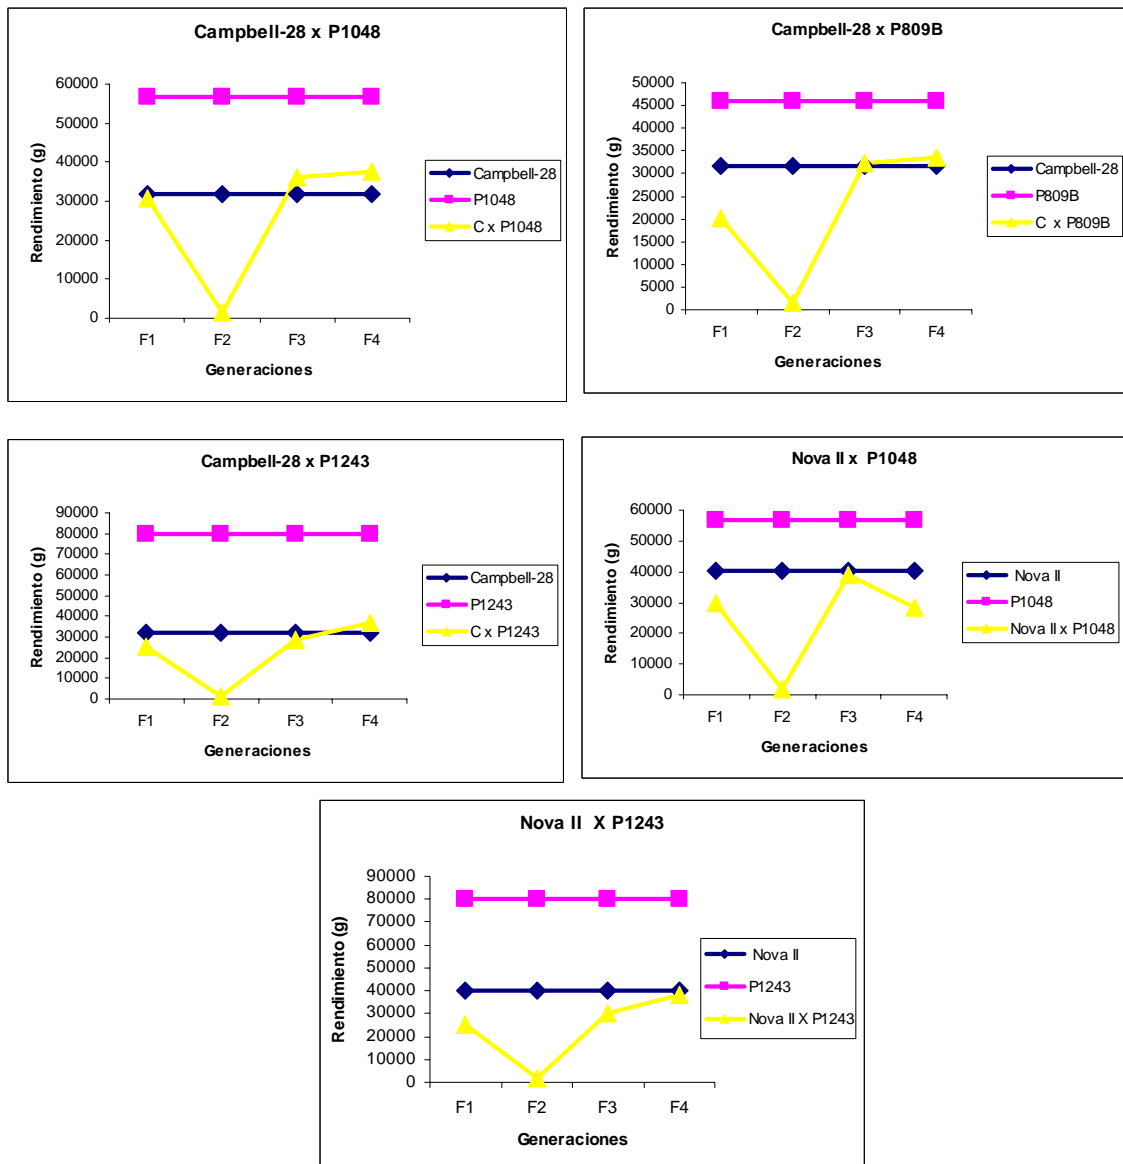 Campbell-28 x P1048
Rendimiento (g)
60000
50000
40000
30000
20000
10000
0
F1 F2 F3 F4
Generaciones
Campbell-28
P1048
C x P1048
Campbell-28 x P809B
Rendimiento (g)
50000
45000
40000
35000
30000
25000
20000
15000
10000
5000
0
F1 F2 F3 F4
Generaciones
Campbell-28
P809B
C x P809B
Campbell-28 x P1243
Rendimiento (g)
90000
80000
70000
60000
50000
40000
30000
20000
10000
0
F1 F2 F3 F4
Generaciones
Campbell-28
P1243
C x P1243
Nova II x P1048
Rendimiento (g)
60000
50000
40000
30000
20000
10000
0
F1 F2 F3 F4
Generaciones
Nova II
P1048
Nova II x P1048
Nova II X P1243
Rendimiento (g)
90000
80000
70000
60000
50000
40000
30000
20000
10000
0
F1 F2 F3 F4
Generaciones
Nova II
P1243
Nova II X P1243